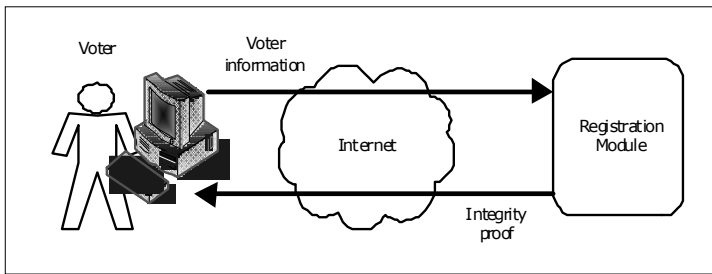 Voter
Voter
information
Internet
Registration
Module
Integrity
proof